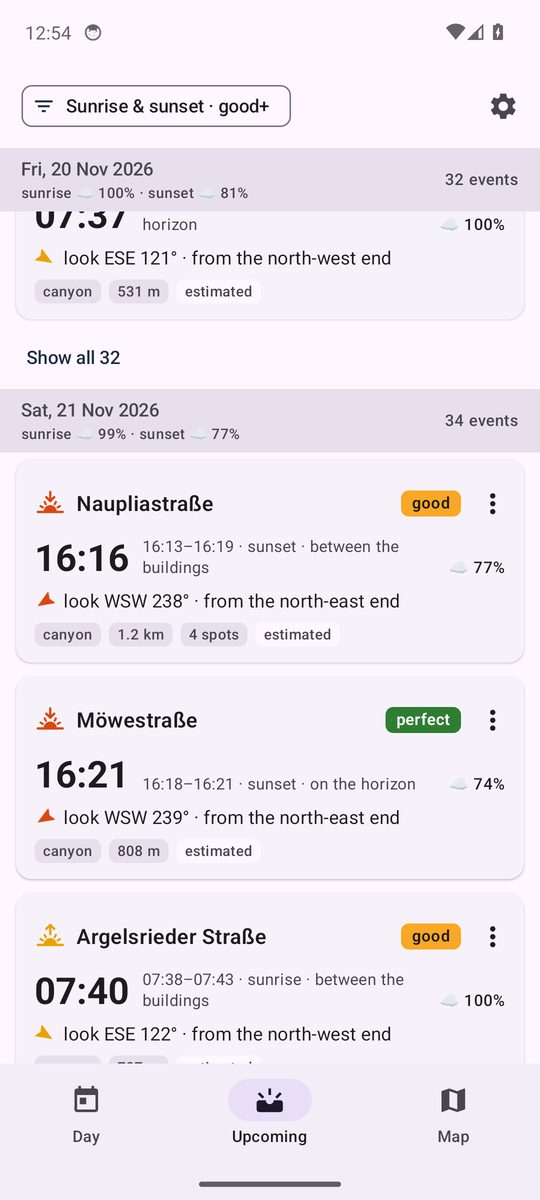 12:54
Sunrise & sunset · good+
Fri, 20 Nov 2026
sunrise ☁️ 100% · sunset ☁️ 81%
32 events
07:37
horizon
☁️ 100%
look ESE 121° · from the north-west end
canyon 531 m estimated
Show all 32
Sat, 21 Nov 2026
sunrise ☁️ 99% · sunset ☁️ 77%
34 events
Naupliastraße
good
16:16
16:13–16:19 · sunset · between the
buildings
☁️ 77%
look WSW 238° · from the north-east end
canyon 1.2 km 4 spots estimated
Möwestraße
perfect
16:21
16:18–16:21 · sunset · on the horizon
☁️ 74%
look WSW 239° · from the north-east end
canyon 808 m estimated
Argelsrieder Straße
good
07:40
07:38–07:43 · sunrise · between the
buildings
☁️ 100%
look ESE 122° · from the north-west end
Day
Upcoming
Map